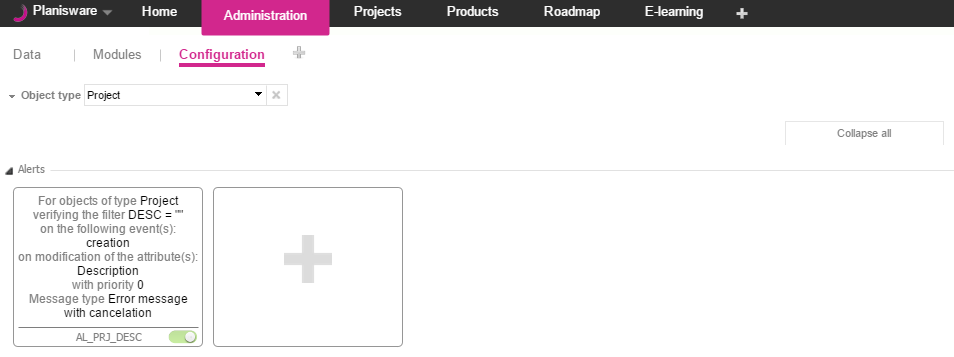 Planisware Home Administration Projects Products Roadmap E-learning
Data | Modules | Configuration
Object type Project
Collapse all
Alerts
For objects of type Project
verifying the filter DESC = ""
on the following event(s):
creation
on modification of the attribute(s):
Description
with priority 0
Message type Error message
with cancelation
AL_PRJ_DESC